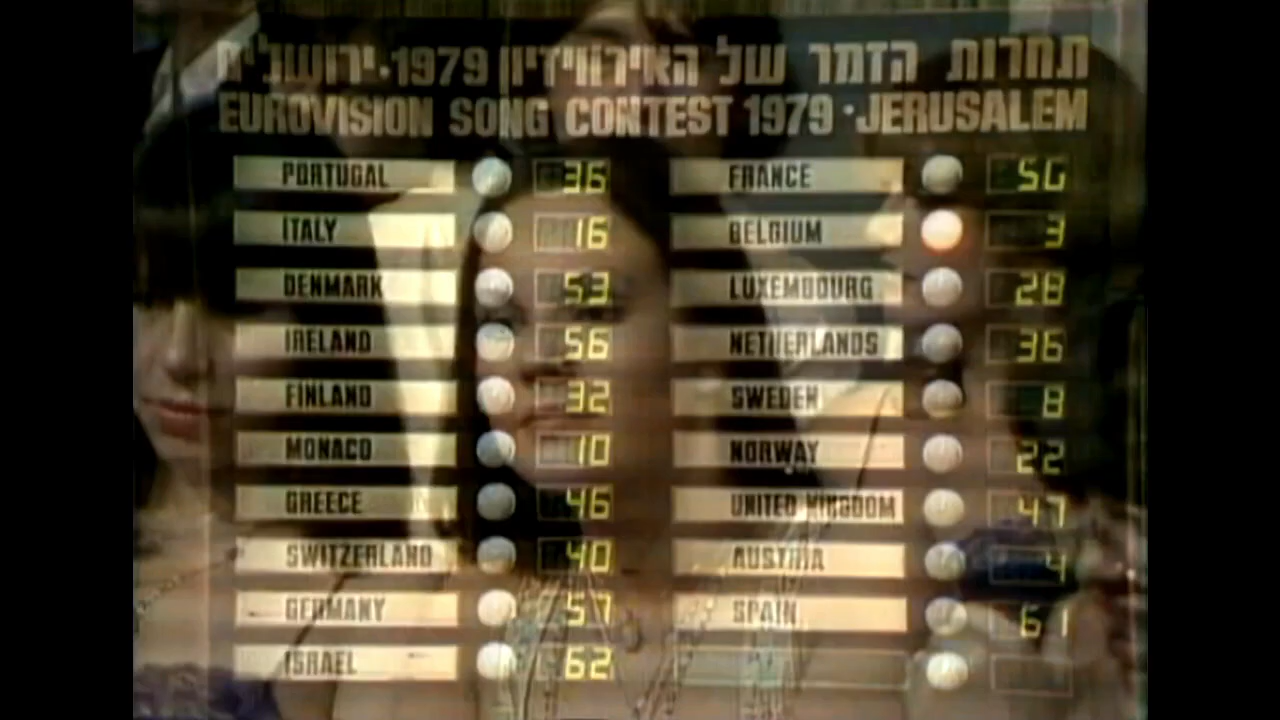 תחרות הזמר של האירוויזיון 1979 · ירושלים
EUROVISION SONG CONTEST 1979 · JERUSALEM
PORTUGAL 36 FRANCE 50
ITALY 16 BELGIUM 3
DENMARK 53 LUXEMBOURG 28
IRELAND 56 NETHERLANDS 36
FINLAND 32 SWEDEN 8
MONACO 10 NORWAY 22
GREECE 46 UNITED KINGDOM 47
SWITZERLAND 40 AUSTRIA 4
GERMANY 57 SPAIN 61
ISRAEL 62